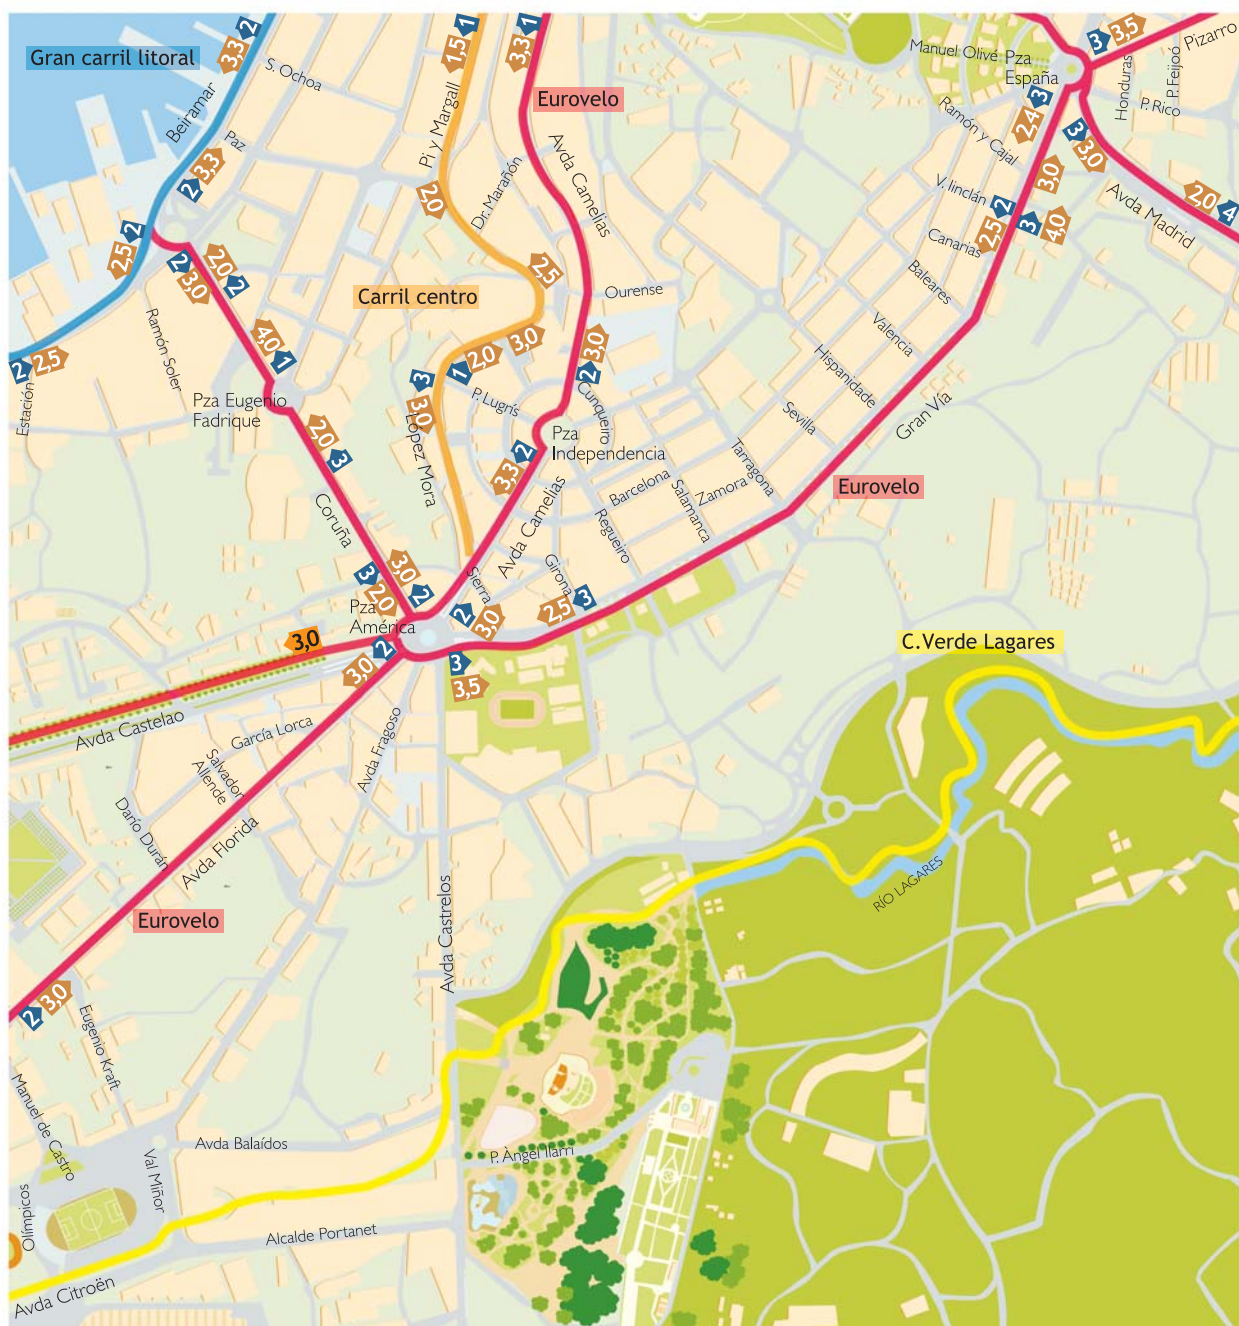 Gran carril litoral
3,3 2
Beiramar
S. Ochoa
Paz
2 3,3
2,5 2
1,5 1
Pi y Margall
2,0
Dr. Marañón
3,3 1
Eurovelo
Avda Camelias
2,5
Ourense
Carril centro
3,0
1 2,0
3
3,0
López Mora
P. Lugrís
2 3,0
Cunqueiro
Pza
Independencia
3,3 2
Avda Camelias
Manuel Olivé
Pza
España
3 3,5
Pizarro
Honduras
P. Feijoó
P. Rico
2,4 3
Ramón y Cajal
3 3,0
Avda Madrid
2,0 4
3,0
V. Iinclán
2
2,5
3 4,0
Canarias
Baleares
Valencia
Hispanidade
Sevilla
Gran Vía
Eurovelo
Tarragona
Zamora
Salamanca
Barcelona
Regueiro
Girona
Sierra
2,5 3
2 3,0
2,0 2
2 3,0
Ramón Soler
2 2,5
Estación
4,0 1
Pza Eugenio
Fadrique
2,0 3
Coruña
3,0 2
3 2,0
Pza
América
3,0
3,0 2
3
3,5
Avda Castelao
García Lorca
Salvador
Allende
Avda Fragoso
Darío Durán
Avda Florida
Eurovelo
2 3,0
Eugenio Kraft
Manuel de Castro
Avda Castrelos
C.Verde Lagares
RÍO LAGARES
Avda Balaídos
Val Miñor
P. Àngel Ilarri
Olímpicos
Alcalde Portanet
Avda Citroën